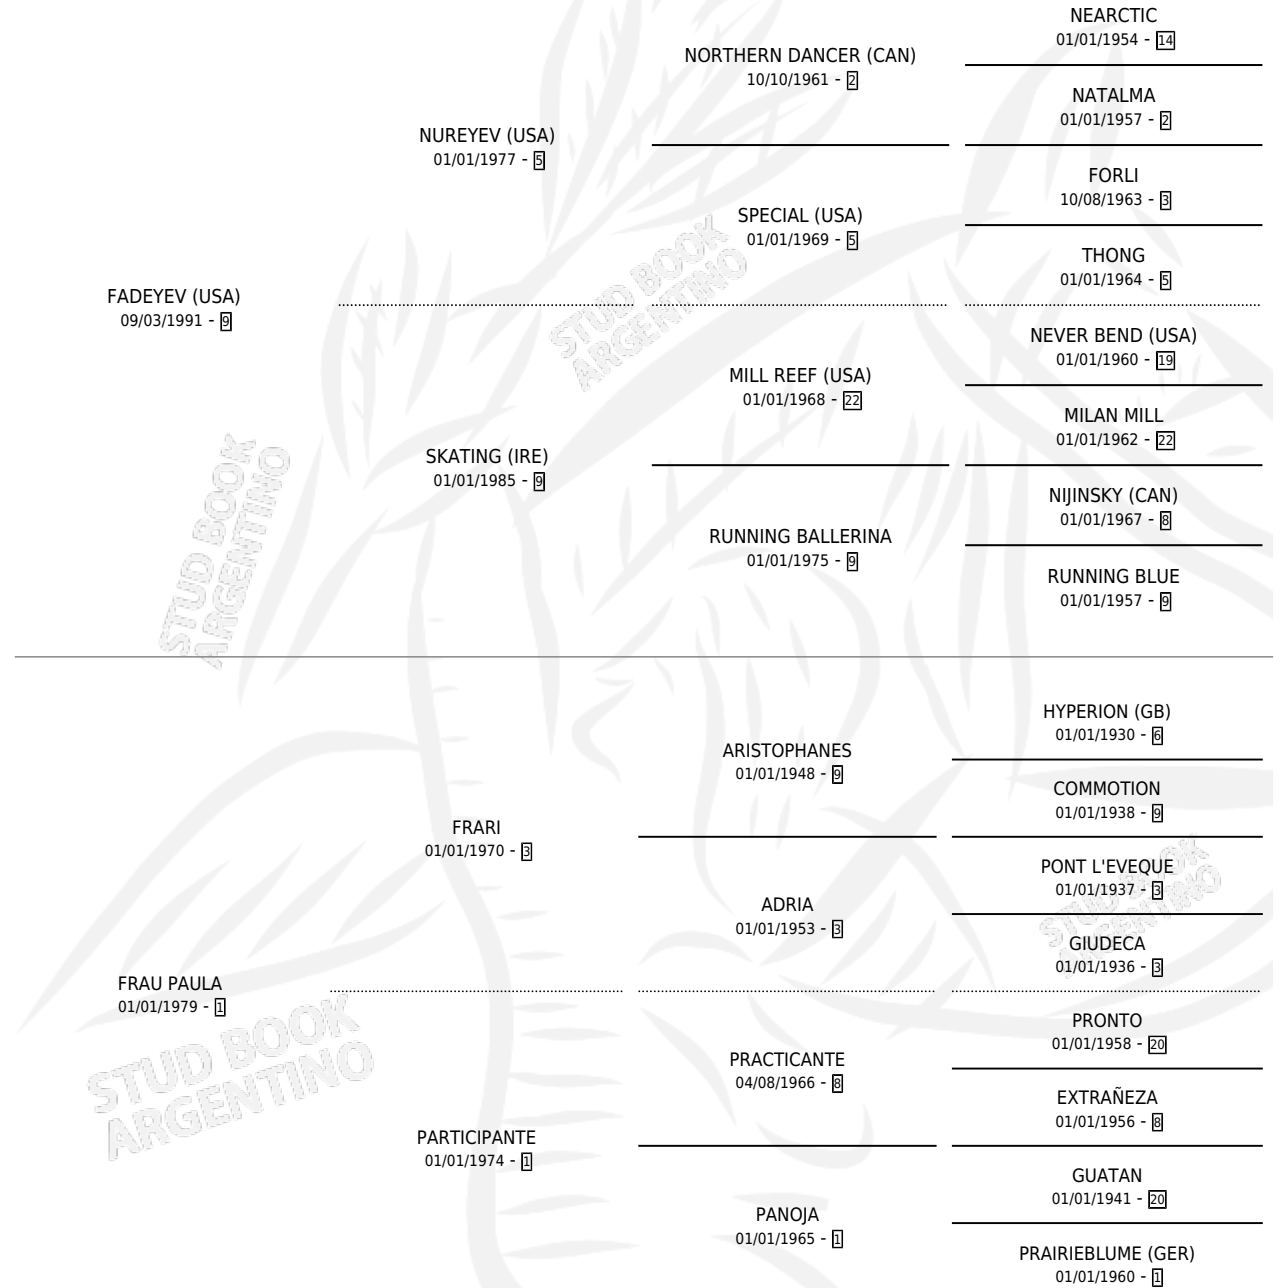 NEARCTIC
01/01/1954 - 14
NORTHERN DANCER (CAN)
10/10/1961 - 2
NATALMA
01/01/1957 - 2
NUREYEV (USA)
01/01/1977 - 5
FORLI
10/08/1963 - 3
SPECIAL (USA)
01/01/1969 - 5
THONG
01/01/1964 - 5
FADEYEV (USA)
09/03/1991 - 9
NEVER BEND (USA)
01/01/1960 - 19
MILL REEF (USA)
01/01/1968 - 22
MILAN MILL
01/01/1962 - 22
SKATING (IRE)
01/01/1985 - 9
NIJINSKY (CAN)
01/01/1967 - 8
RUNNING BALLERINA
01/01/1975 - 9
RUNNING BLUE
01/01/1957 - 9
HYPERION (GB)
01/01/1930 - 6
ARISTOPHANES
01/01/1948 - 9
COMMOTION
01/01/1938 - 9
FRARI
01/01/1970 - 3
PONT L'EVEQUE
01/01/1937 - 3
ADRIA
01/01/1953 - 3
GIUDECA
01/01/1936 - 3
FRAU PAULA
01/01/1979 - 1
PRONTO
01/01/1958 - 20
PRACTICANTE
04/08/1966 - 8
EXTRAÑEZA
01/01/1956 - 8
PARTICIPANTE
01/01/1974 - 1
GUATAN
01/01/1941 - 20
PANOJA
01/01/1965 - 1
PRAIRIEBLUME (GER)
01/01/1960 - 1
STUD BOOK
ARGENTINO
STUD BOOK
ARGENTINO
STUD BOOK
ARGENTINO
STUD BOOK
ARGENTINO